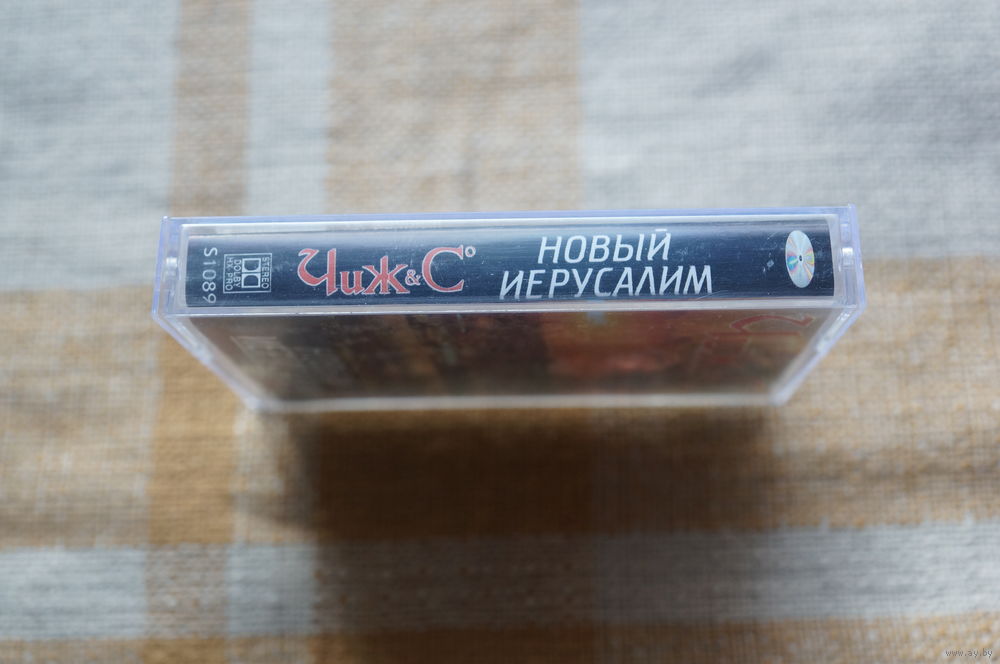 S1089
STEREO
DOLBY
HX PRO
Чиж & Cº
НОВЫЙ
ИЕРУСАЛИМ
www.ay.by